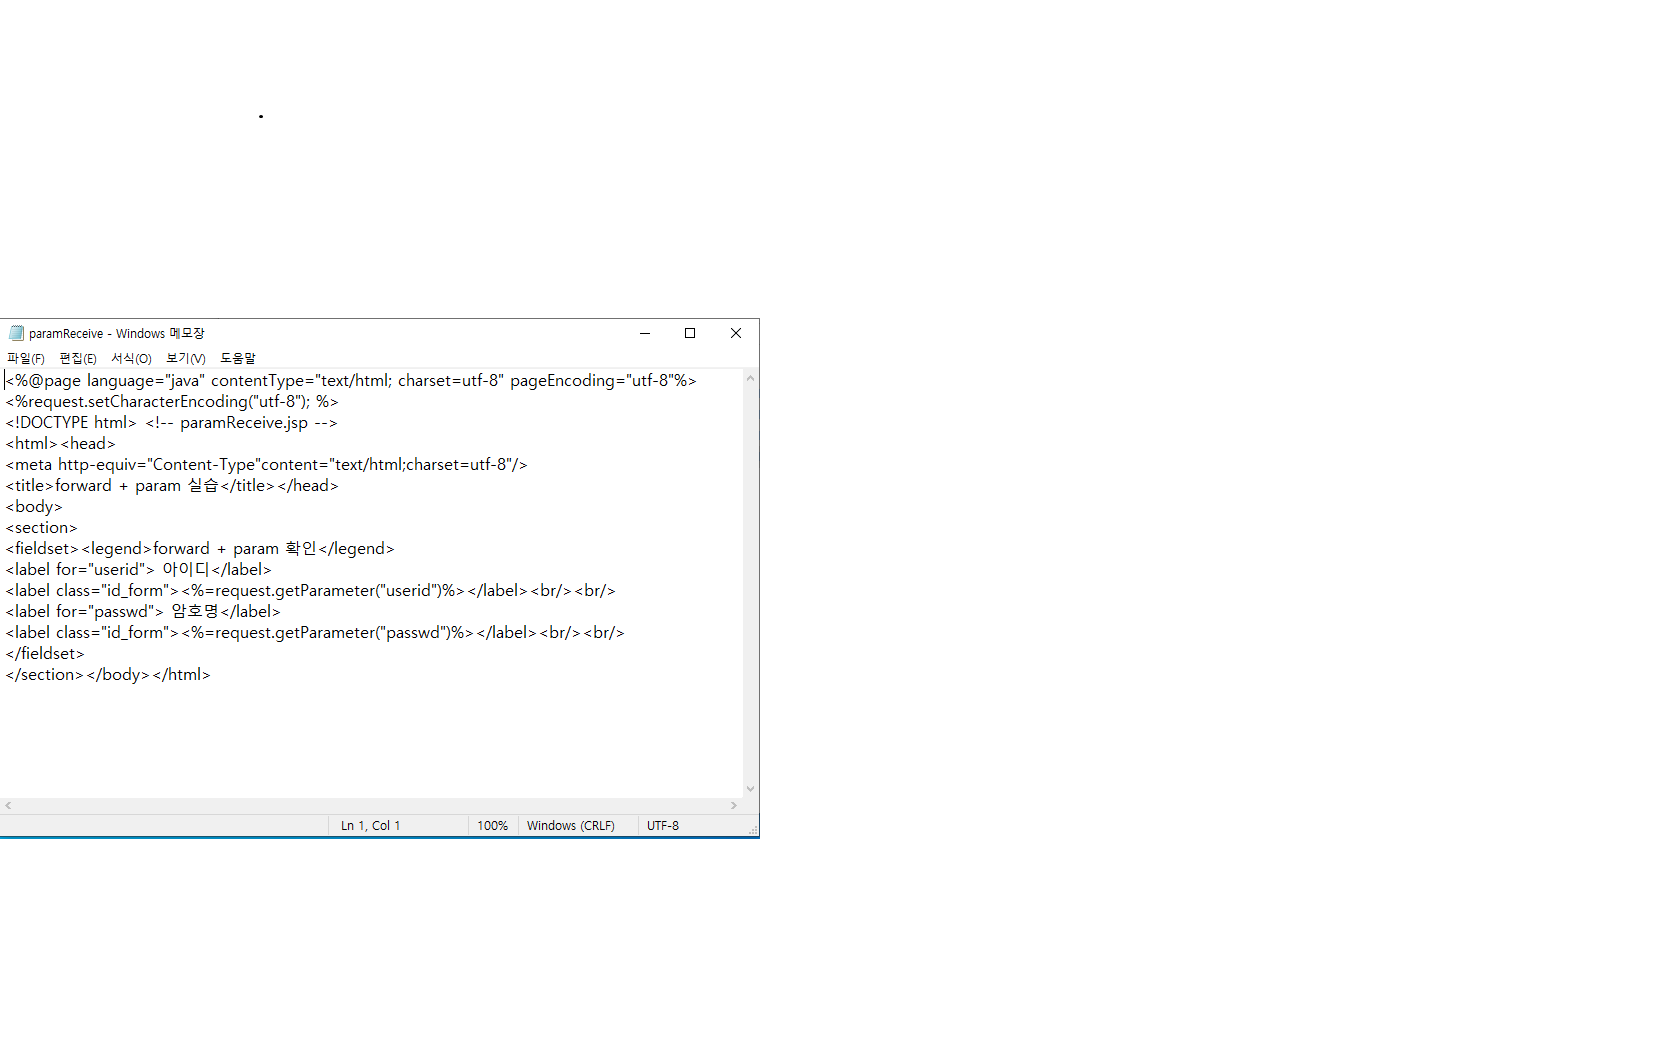 paramReceive - Windows 메모장
파일(F) 편집(E) 서식(O) 보기(V) 도움말
<%@page language="java" contentType="text/html; charset=utf-8" pageEncoding="utf-8"%>
<%request.setCharacterEncoding("utf-8"); %>
<!DOCTYPE html> <!-- paramReceive.jsp -->
<html><head>
<meta http-equiv="Content-Type"content="text/html;charset=utf-8"/>
<title>forward + param 실습</title></head>
<body>
<section>
<fieldset><legend>forward + param 확인</legend>
<label for="userid"> 아이디</label>
<label class="id_form"><%=request.getParameter("userid")%></label><br/><br/>
<label for="passwd"> 암호명</label>
<label class="id_form"><%=request.getParameter("passwd")%></label><br/><br/>
</fieldset>
</section></body></html>
Ln 1, Col 1 100% Windows (CRLF) UTF-8